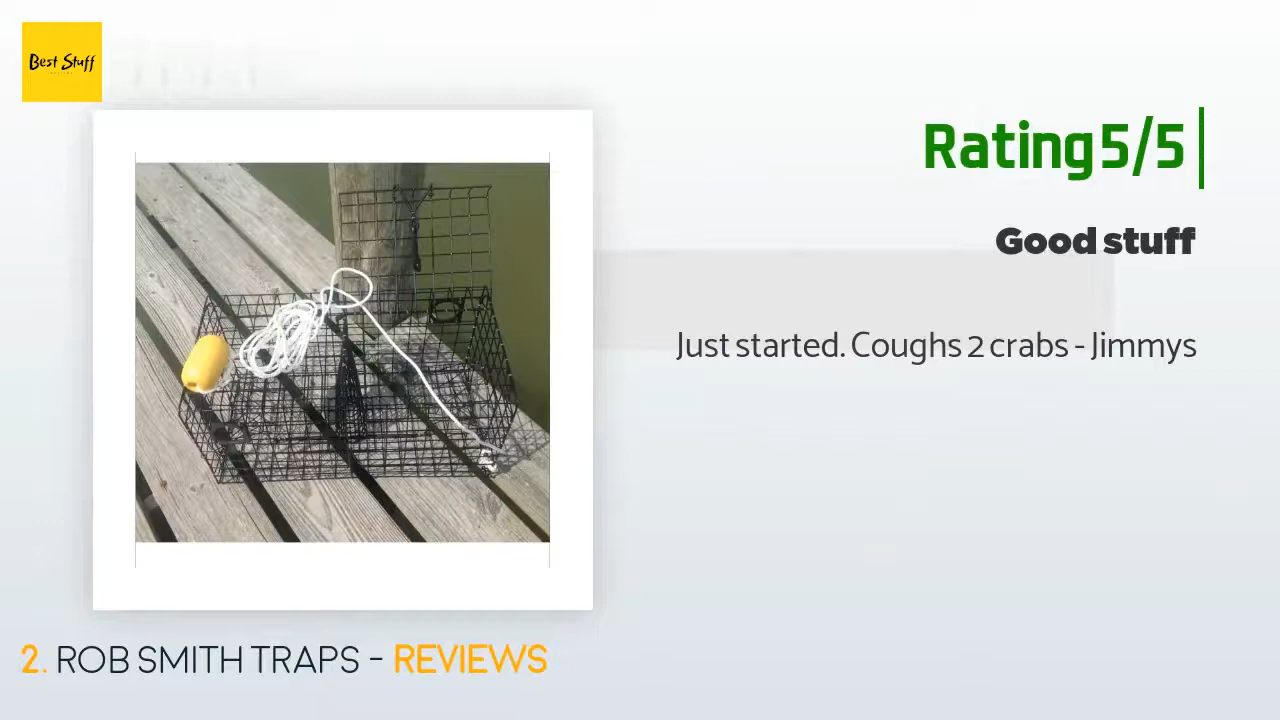 Best Stuff
Rating 5/5
Good stuff
Just started. Coughs 2 crabs - Jimmys
2. ROB SMITH TRAPS - REVIEWS